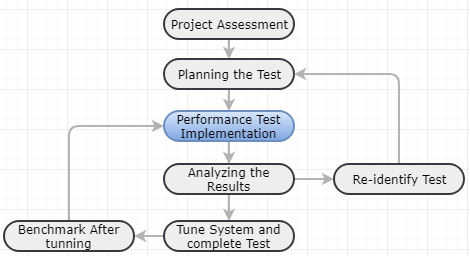 Project Assessment
Planning the Test
Performance Test
Implementation
Analyzing the
Results
Re-identify Test
Benchmark After
tunning
Tune System and
complete Test